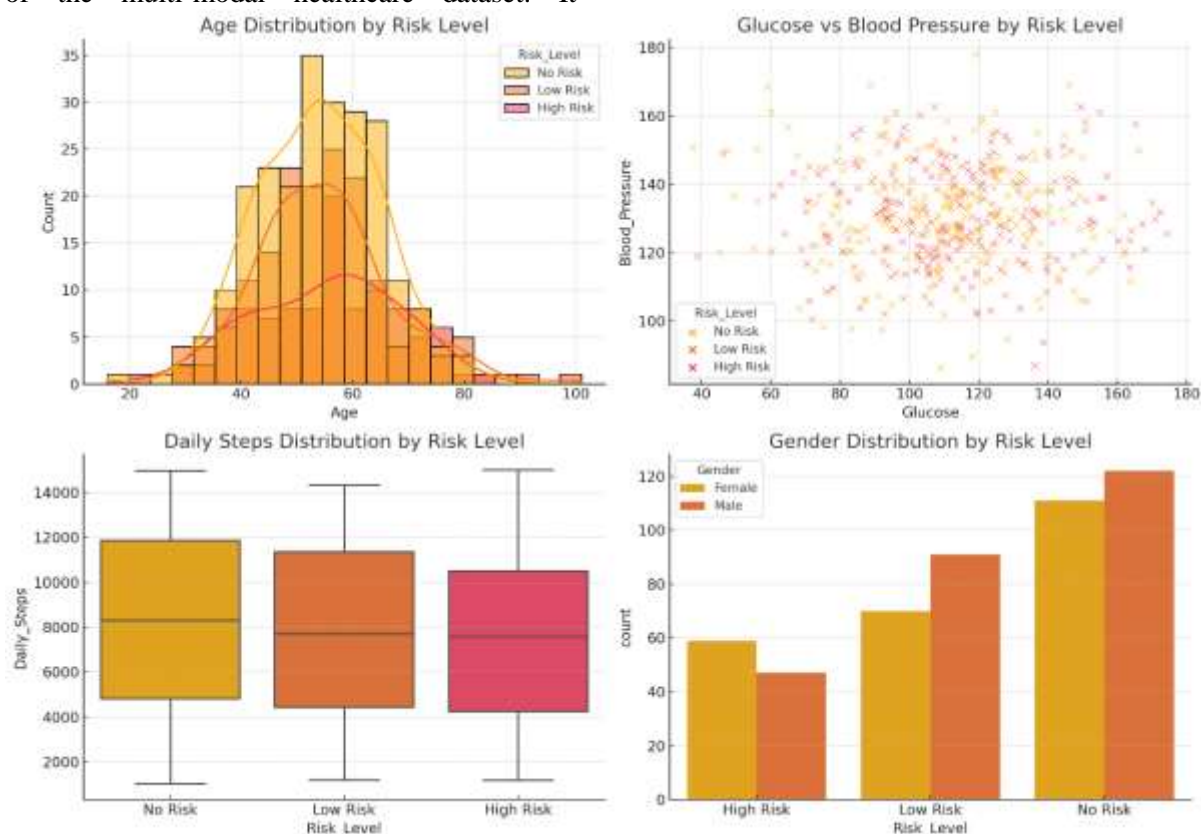 of the multi-modal healthcare dataset. It
Age Distribution by Risk Level
35
30
25
20
15
10
5
0
Count
Risk_Level
No Risk
Low Risk
High Risk
20 40 60 80 100
Age
Glucose vs Blood Pressure by Risk Level
180
160
140
120
100
Blood_Pressure
Risk_Level
No Risk
Low Risk
High Risk
40 60 80 100 120 140 160 180
Glucose
Daily Steps Distribution by Risk Level
14000
12000
10000
8000
6000
4000
2000
Daily_Steps
No Risk Low Risk High Risk
Risk_Level
Gender Distribution by Risk Level
120
100
80
60
40
20
0
count
Gender
Female
Male
High Risk Low Risk No Risk
Risk_Level